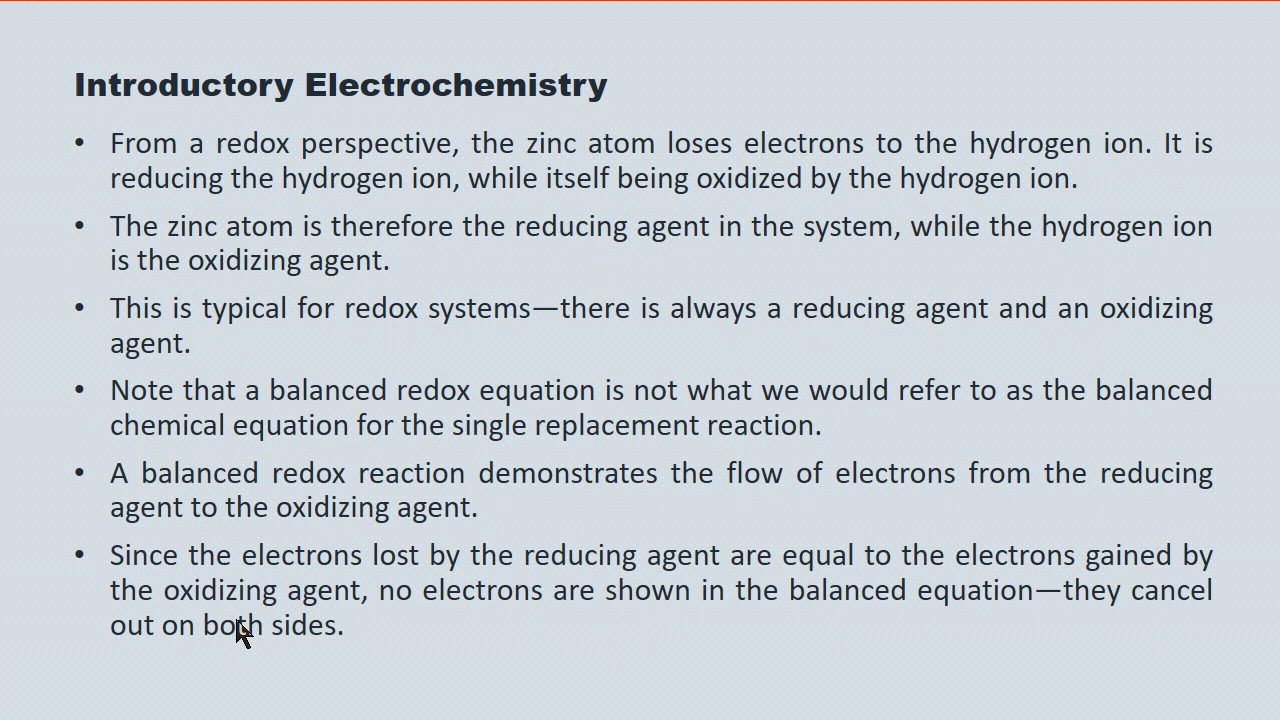 Introductory Electrochemistry
• From a redox perspective, the zinc atom loses electrons to the hydrogen ion. It is
reducing the hydrogen ion, while itself being oxidized by the hydrogen ion.
• The zinc atom is therefore the reducing agent in the system, while the hydrogen ion
is the oxidizing agent.
• This is typical for redox systems—there is always a reducing agent and an oxidizing
agent.
• Note that a balanced redox equation is not what we would refer to as the balanced
chemical equation for the single replacement reaction.
• A balanced redox reaction demonstrates the flow of electrons from the reducing
agent to the oxidizing agent.
• Since the electrons lost by the reducing agent are equal to the electrons gained by
the oxidizing agent, no electrons are shown in the balanced equation—they cancel
out on both sides.